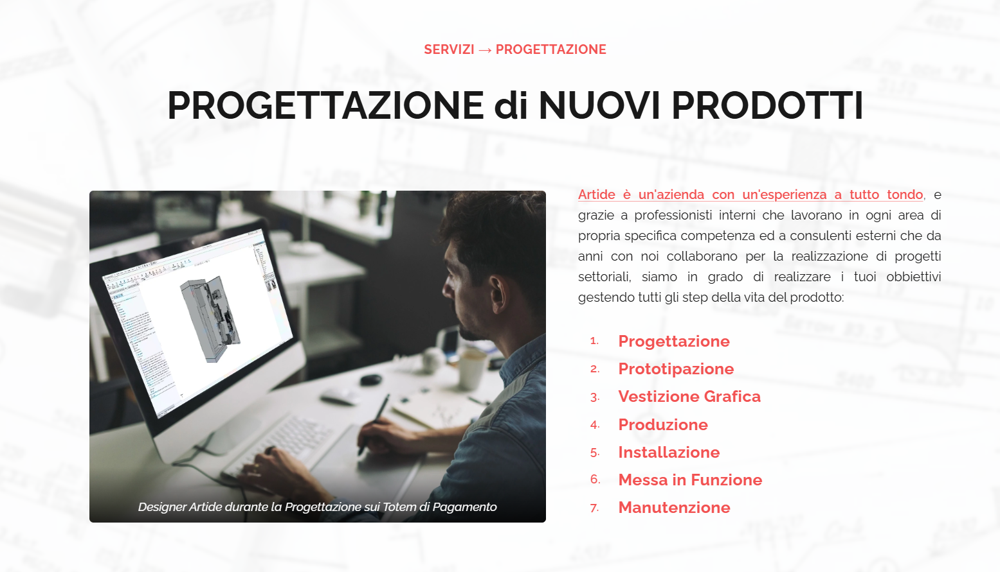 SERVIZI → PROGETTAZIONE
PROGETTAZIONE di NUOVI PRODOTTI
Artide è un'azienda con un'esperienza a tutto tondo, e
grazie a professionisti interni che lavorano in ogni area di
propria specifica competenza ed a consulenti esterni che da
anni con noi collaborano per la realizzazione di progetti
settoriali, siamo in grado di realizzare i tuoi obbiettivi
gestendo tutti gli step della vita del prodotto:
1. Progettazione
2. Prototipazione
3. Vestizione Grafica
4. Produzione
5. Installazione
6. Messa in Funzione
7. Manutenzione
Designer Artide durante la Progettazione sui Totem di Pagamento